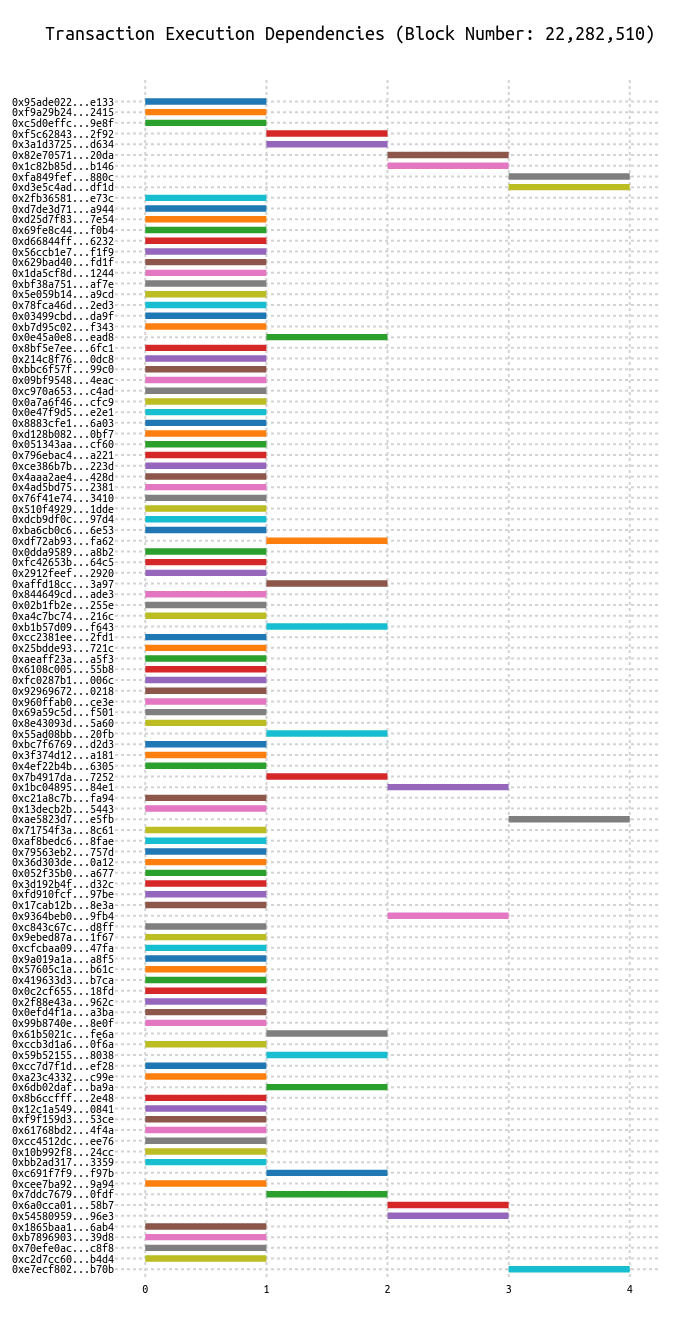 Transaction Execution Dependencies (Block Number: 22,282,510)
0x95ade022...e133
0xf9a29b24...2415
0xc5d0effc...9e8f
0xf5c62843...2f92
0x3a1d3725...d634
0x82e70571...20da
0x1c82b85d...b146
0xfa849fef...880c
0xd3e5c4ad...df1d
0x2fb36581...e73c
0xd7de3d71...a944
0xd25d7f83...7e54
0x69fe8c44...f0b4
0xd66844ff...6232
0x56ccb1e7...f1f9
0x629bad40...fd1f
0x1da5cf8d...1244
0xbf38a751...af7e
0x5e059b14...a9cd
0x78fca46d...2ed3
0x03499cbd...da9f
0xb7d95c02...f343
0x0e45a0e8...ead8
0x8bf5e7ee...6fc1
0x214c8f76...0dc8
0xbbc6f57f...99c0
0x09bf9548...4eac
0xc970a653...c4ad
0x0a7a6f46...cfc9
0x0e47f9d5...e2e1
0x8883cfe1...6a03
0xd128b082...0bf7
0x051343aa...cf60
0x796ebac4...a221
0xce386b7b...223d
0x4aaa2ae4...428d
0x4ad5bd75...2381
0x76f41e74...3410
0x510f4929...1dde
0xdcb9df0c...97d4
0xba6cb0c6...6e53
0xdf72ab93...fa62
0x0dda9589...a8b2
0xfc42653b...64c5
0x2912feef...2920
0xaffd18cc...3a97
0x844649cd...ade3
0x02b1fb2e...255e
0xa4c7bc74...216c
0xb1b57d09...f643
0xcc2381ee...2fd1
0x25bdde93...721c
0xaeaff23a...a5f3
0x6108c005...55b8
0xfc0287b1...006c
0x92969672...0218
0x960ffab0...ce3e
0x69a59c5d...f501
0x8e43093d...5a60
0x55ad08bb...20fb
0xbc7f6769...d2d3
0x3f374d12...a181
0x4ef22b4b...6305
0x7b4917da...7252
0x1bc04895...84e1
0xc21a8c7b...fa94
0x13decb2b...5443
0xae5823d7...e5fb
0x71754f3a...8c61
0xaf8bedc6...8fae
0x79563eb2...757d
0x36d303de...0a12
0x052f35b0...a677
0x3d192b4f...d32c
0xfd910fcf...97be
0x17cab12b...8e3a
0x9364beb0...9fb4
0xc843c67c...d8ff
0x9ebed87a...1f67
0xcfcbaa09...47fa
0x9a019a1a...a8f5
0x57605c1a...b61c
0x419633d3...b7ca
0x0c2cf655...18fd
0x2f88e43a...962c
0x0efd4f1a...a3ba
0x99b8740e...8e0f
0x61b5021c...fe6a
0xccb3d1a6...0f6a
0x59b52155...8038
0xcc7d7f1d...ef28
0xa23c4332...c99e
0x6db02daf...ba9a
0x8b6ccfff...2e48
0x12c1a549...0841
0xf9f159d3...53ce
0x61768bd2...4f4a
0xcc4512dc...ee76
0x10b992f8...24cc
0xbb2ad317...3359
0xc691f7f9...f97b
0xcee7ba92...9a94
0x7ddc7679...0fdf
0x6a0cca01...58b7
0x54580959...96e3
0x1865baa1...6ab4
0xb7896903...39d8
0x70efe0ac...c8f8
0xc2d7cc60...b4d4
0xe7ecf802...b70b
0 1 2 3 4